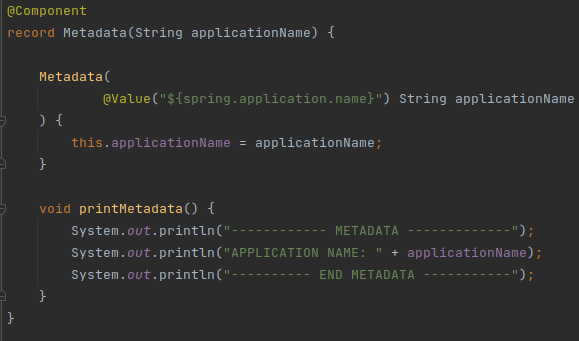 @Component
record Metadata(String applicationName) {
Metadata(
@Value("${spring.application.name}") String applicationName
) {
this.applicationName = applicationName;
}
void printMetadata() {
System.out.println("------------ METADATA -------------");
System.out.println("APPLICATION NAME: " + applicationName);
System.out.println("----------- END METADATA -----------");
}
}